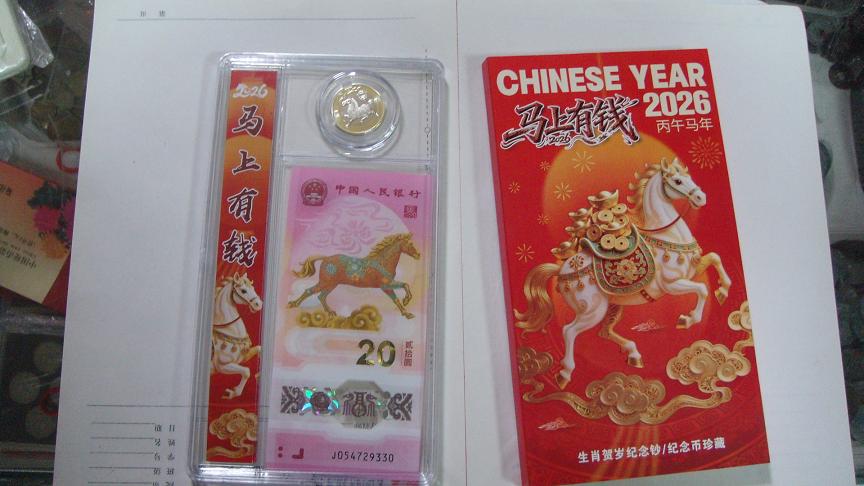 2026
马上有钱
中国人民银行
20
贰拾圆
J054729330
CHINESE YEAR
2026
马上有钱
2026
丙午马年
生肖贺岁纪念钞/纪念币珍藏